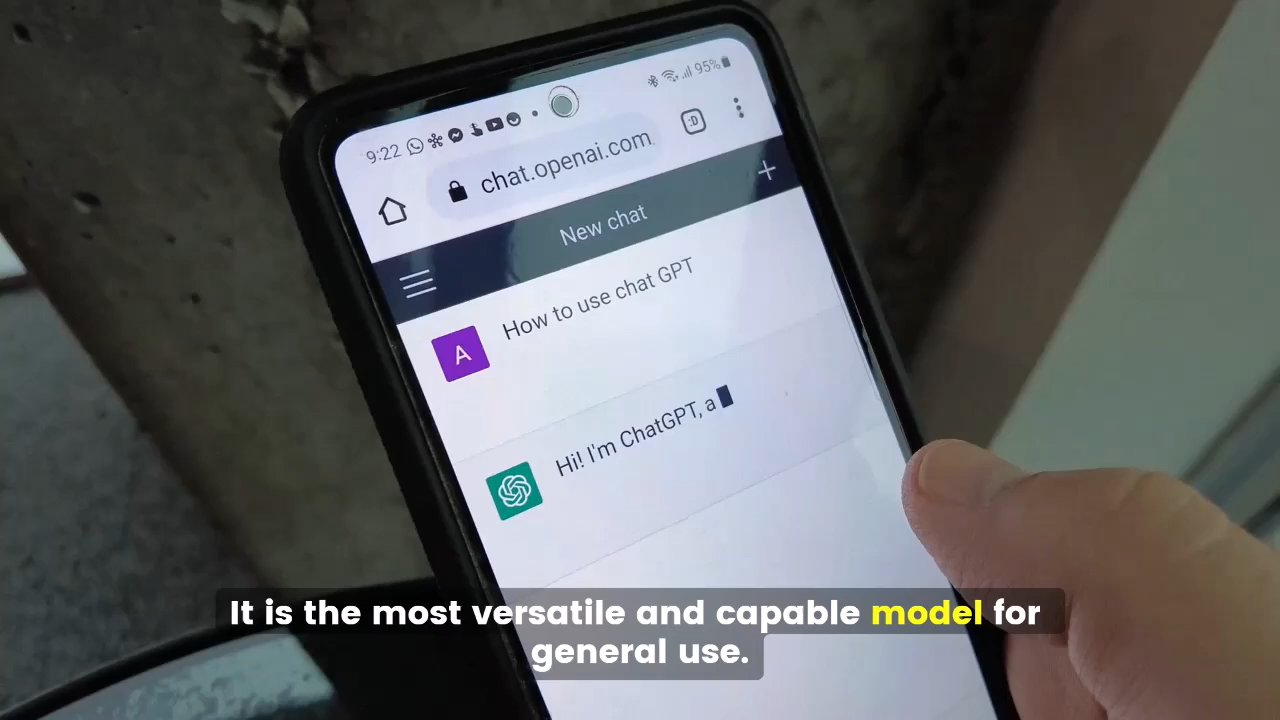 9:22
95%
chat.openai.com
:D
New chat
+
How to use chat GPT
A
Hi! I'm ChatGPT, a
It is the most versatile and capable model for
general use.